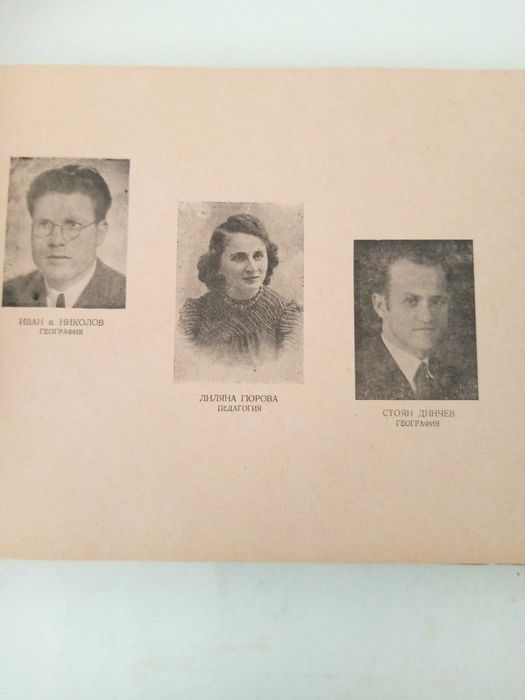 ИВАН в. НИКОЛОВ
ГЕОГРАФИЯ
ЛИЛЯНА ГЮРОВА
ПЕДАГОГИЯ
СТОЯН ДИНЧЕВ
ГЕОГРАФИЯ